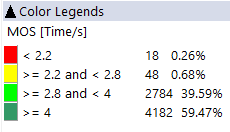 Color Legends
MOS [Time/s]
< 2.2 18 0.26%
>= 2.2 and < 2.8 48 0.68%
>= 2.8 and < 4 2784 39.59%
>= 4 4182 59.47%